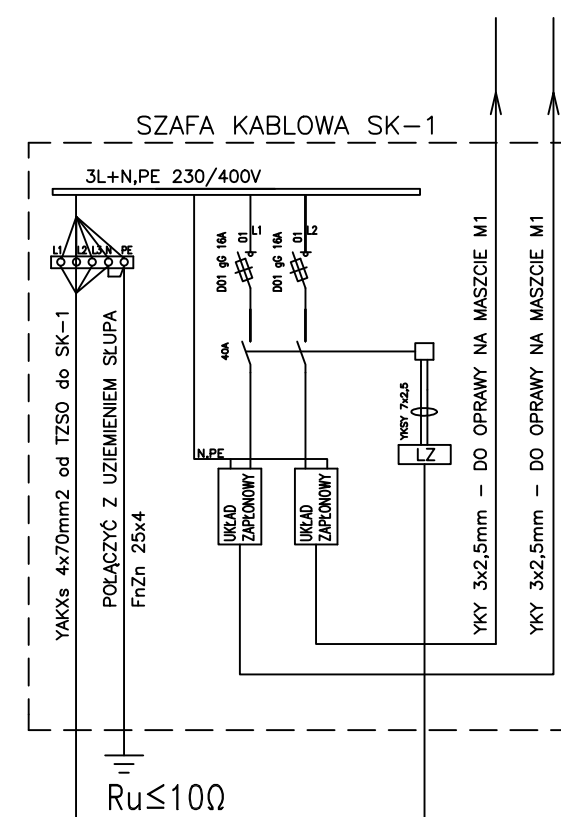 SZAFA KABLOWA SK-1
3L+N,PE 230/400V
L1 L2 L3 N PE
D01 gG 16A
01
L1
D01 gG 16A
01
L2
40A
YKSY 7x2,5
LZ
N,PE
UKŁAD
ZAPŁONOWY
UKŁAD
ZAPŁONOWY
YAKXs 4x70mm2 od TZSO do SK-1
POŁĄCZYĆ Z UZIEMIENIEM SŁUPA
FnZn 25x4
YKY 3x2,5mm - DO OPRAWY NA MASZCIE M1
YKY 3x2,5mm - DO OPRAWY NA MASZCIE M1
Ru≤10Ω